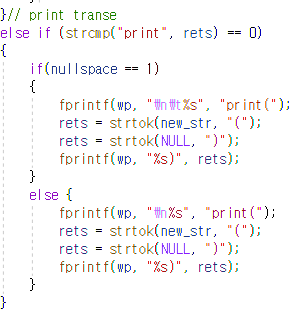 }// print transe
else if (strcmp("print", rets) == 0)
{
if(nullspace == 1)
{
fprintf(wp, "₩n₩t%s", "print(");
rets = strtok(new_str, "(");
rets = strtok(NULL, ")");
fprintf(wp, "%s)", rets);
}
else {
fprintf(wp, "₩n%s", "print(");
rets = strtok(new_str, "(");
rets = strtok(NULL, ")");
fprintf(wp, "%s)", rets);
}
}